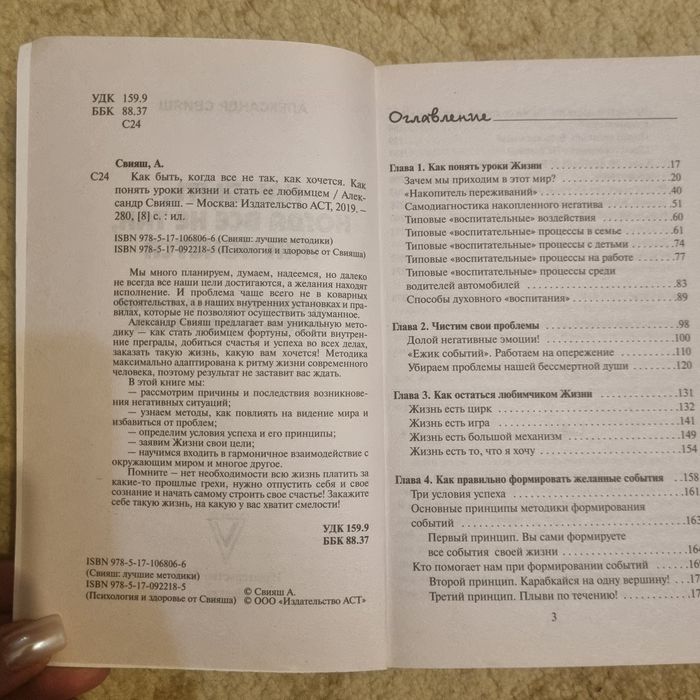 УДК 159.9
ББК 88.37
С24
Свияш, А.
С24 Как быть, когда все не так, как хочется. Как
понять уроки жизни и стать ее любимцем / Алек-
сандр Свияш. – Москва: Издательство АСТ, 2019. –
280, [8] с. : ил.
ISBN 978-5-17-106806-6 (Свияш: лучшие методики)
ISBN 978-5-17-092218-5 (Психология и здоровье от Свияша)
Мы много планируем, думаем, надеемся, но далеко
не всегда все наши цели достигаются, а желания находят
исполнение. И проблема чаще всего не в коварных
обстоятельствах, а в наших внутренних установках и пра-
вилах, которые не позволяют осуществить задуманное.
Александр Свияш предлагает вам уникальную мето-
дику — как стать любимцем фортуны, обойти внутрен-
ние преграды, добиться счастья и успеха во всех делах,
заказать такую жизнь, какую вам хочется! Методика
максимально адаптирована к ритму жизни современного
человека, поэтому результат не заставит вас ждать.
В этой книге мы:
— рассмотрим причины и последствия возникнове-
ния негативных ситуаций;
— узнаем методы, как повлиять на видение мира и
избавиться от проблем;
— определим условия успеха и его принципы;
— заявим Жизни свои цели;
— научимся входить в гармоничное взаимодействие с
окружающим миром и многое другое.
Помните – нет необходимости всю жизнь платить за
какие-то прошлые грехи, нужно отпустить себя и свое
сознание и начать самому строить свое счастье! Закажите
себе такую жизнь, на какую у вас хватит смелости!
УДК 159.9
ББК 88.37
ISBN 978-5-17-106806-6
(Свияш: лучшие методики)
ISBN 978-5-17-092218-5
(Психология и здоровье от Свияша)
© Свияш А.
© ООО «Издательство АСТ»
Оглавление
Глава 1. Как понять уроки Жизни 17
Зачем мы приходим в этот мир? 20
«Накопитель переживаний» 40
Самодиагностика накопленного негатива 51
Типовые «воспитательные» воздействия 60
Типовые «воспитательные» процессы в семье 61
Типовые «воспитательные» процессы с детьми 74
Типовые «воспитательные» процессы на работе 77
Типовые «воспитательные» процессы среди
водителей автомобилей 83
Способы духовного «воспитания» 89
Глава 2. Чистим свои проблемы 98
Долой негативные эмоции! 100
«Ежик событий». Работаем на опережение 110
Убираем проблемы нашей бессмертной души 120
Глава 3. Как остаться любимчиком Жизни 131
Жизнь есть цирк 132
Жизнь есть игра 141
Жизнь есть большой механизм 149
Жизнь есть то, что я хочу 154
Глава 4. Как правильно формировать желанные события 158
Три условия успеха 161
Основные принципы методики формирования
событий 163
Первый принцип. Вы сами формируете
все события своей жизни
Кто помогает нам при формировании событий
Второй принцип. Карабкайся на одну вершину!
Третий принцип. Плыви по течению!
3